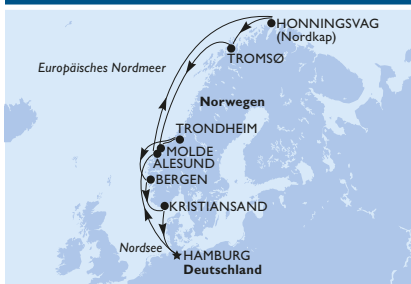 HONNINGSVAG
(Nordkap)
TROMSØ
Europäisches Nordmeer
Norwegen
TRONDHEIM
MOLDE
ALESUND
BERGEN
KRISTIANSAND
Nordsee
HAMBURG
Deutschland